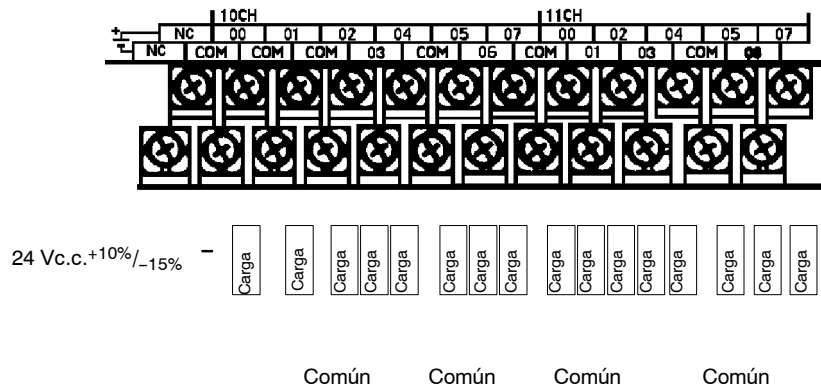 10CH 11CH
NC 00 01 02 04 05 07 00 02 04 05 07
NC COM COM COM 03 COM 06 COM 01 03 COM 06
24 Vc.c.+10%/–15% –
Carga Carga Carga Carga Carga Carga Carga Carga Carga Carga Carga Carga Carga Carga Carga Carga
Común Común Común Común